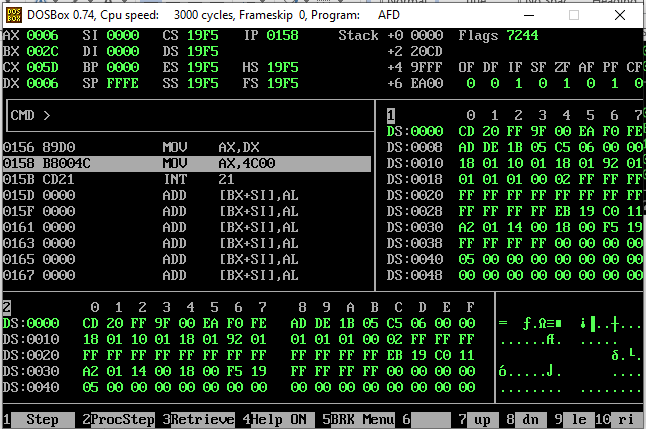 DOSBox 0.74, Cpu speed: 3000 cycles, Frameskip 0, Program: AFD
AX 0006 SI 0000 CS 19F5 IP 0158 Stack +0 0000 Flags 7244
BX 002C DI 0000 DS 19F5 +2 20CD
CX 005D BP 0000 ES 19F5 HS 19F5 +4 9FFF OF DF IF SF ZF AF PF CF
DX 0006 SP FFFE SS 19F5 FS 19F5 +6 EA00 0 0 1 0 1 0 1 0
CMD >
0156 89D0 MOV AX,DX
0158 B8004C MOV AX,4C00
015B CD21 INT 21
015D 0000 ADD [BX+SI],AL
015F 0000 ADD [BX+SI],AL
0161 0000 ADD [BX+SI],AL
0163 0000 ADD [BX+SI],AL
0165 0000 ADD [BX+SI],AL
0167 0000 ADD [BX+SI],AL
1 0 1 2 3 4 5 6 7
DS:0000 CD 20 FF 9F 00 EA F0 FE
DS:0008 AD DE 1B 05 C5 06 00 00
DS:0010 18 01 10 01 18 01 92 01
DS:0018 01 01 01 00 02 FF FF FF
DS:0020 FF FF FF FF FF FF FF FF
DS:0028 FF FF FF FF EB 19 C0 11
DS:0030 A2 01 14 00 18 00 F5 19
DS:0038 FF FF FF FF 00 00 00 00
DS:0040 05 00 00 00 00 00 00 00
DS:0048 00 00 00 00 00 00 00 00
2 0 1 2 3 4 5 6 7 8 9 A B C D E F
DS:0000 CD 20 FF 9F 00 EA F0 FE AD DE 1B 05 C5 06 00 00
DS:0010 18 01 10 01 18 01 92 01 01 01 01 00 02 FF FF FF
DS:0020 FF FF FF FF FF FF FF FF FF FF FF FF EB 19 C0 11
DS:0030 A2 01 14 00 18 00 F5 19 FF FF FF FF 00 00 00 00
DS:0040 05 00 00 00 00 00 00 00 00 00 00 00 00 00 00 00
1 Step 2ProcStep 3Retrieve 4Help ON 5BRK Menu 6 7 up 8 dn 9 le 10 ri